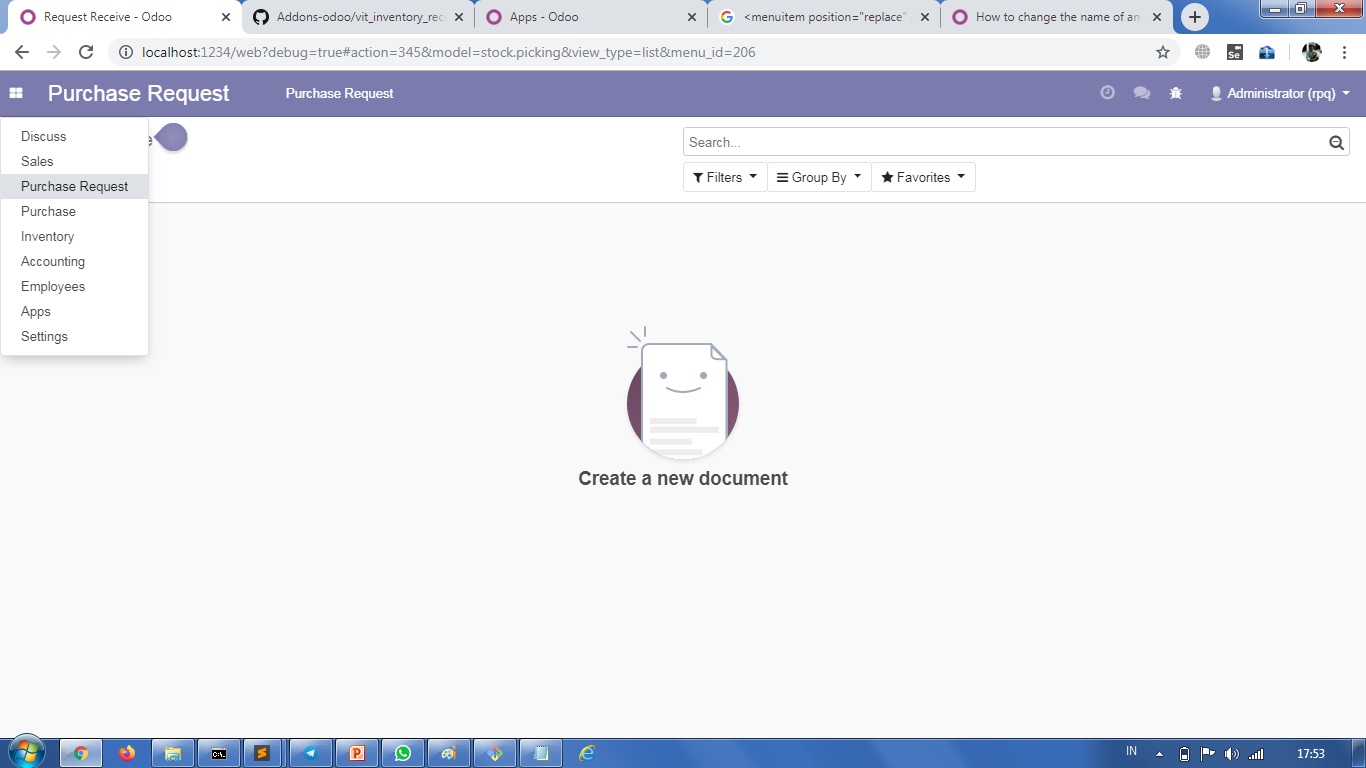 Request Receive - Odoo
Addons-odoo/vit_inventory_rec
Apps - Odoo
<menuitem position="replace"
How to change the name of an
localhost:1234/web?debug=true#action=345&model=stock.picking&view_type=list&menu_id=206
Se
Purchase Request
Purchase Request
Administrator (rpq)
Discuss
Sales
Purchase Request
Purchase
Inventory
Accounting
Employees
Apps
Settings
e
Search...
Filters
Group By
Favorites
Create a new document
C:\
IN
17:53